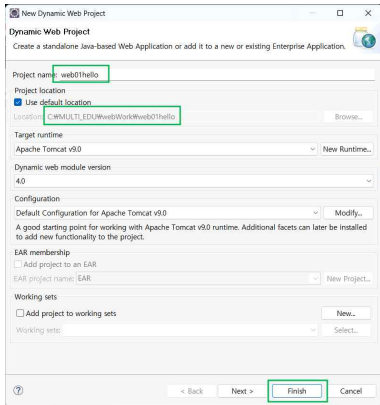 New Dynamic Web Project
Dynamic Web Project
Create a standalone Java-based Web Application or add it to a new or existing Enterprise Application.
Project name: web01hello
Project location
Use default location
Location: C:₩MULTI_EDU₩webWork₩web01hello Browse...
Target runtime
Apache Tomcat v9.0 New Runtime...
Dynamic web module version
4.0
Configuration
Default Configuration for Apache Tomcat v9.0 Modify...
A good starting point for working with Apache Tomcat v9.0 runtime. Additional facets can later be installed
to add new functionality to the project.
EAR membership
Add project to an EAR
EAR project name: EAR New Project...
Working sets
Add project to working sets New...
Working sets: Select...
? < Back Next > Finish Cancel